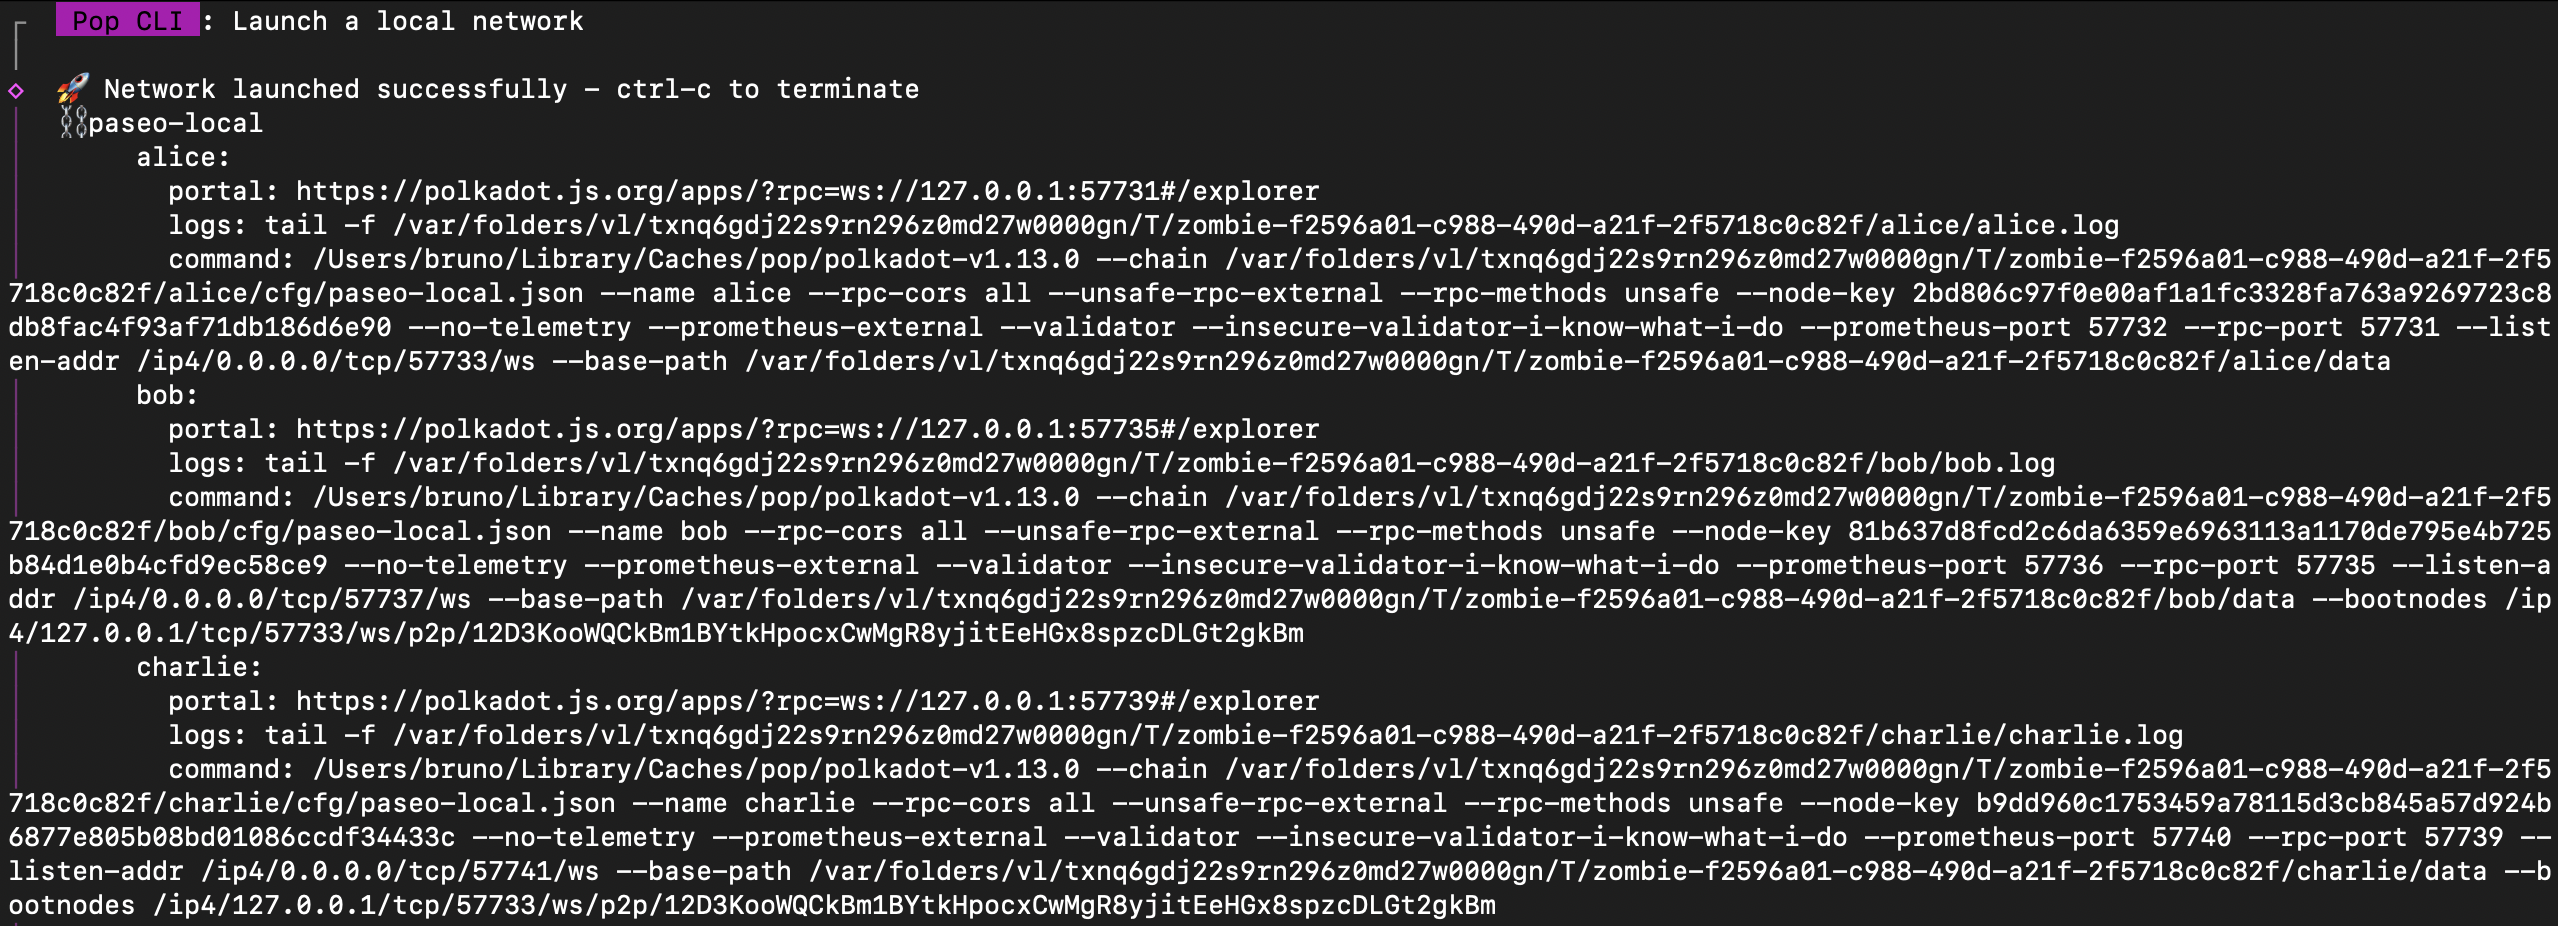 Pop CLI : Launch a local network
🚀 Network launched successfully - ctrl-c to terminate
⛓️paseo-local
alice:
portal: https://polkadot.js.org/apps/?rpc=ws://127.0.0.1:57731#/explorer
logs: tail -f /var/folders/vl/txnq6gdj22s9rn296z0md27w0000gn/T/zombie-f2596a01-c988-490d-a21f-2f5718c0c82f/alice/alice.log
command: /Users/bruno/Library/Caches/pop/polkadot-v1.13.0 --chain /var/folders/vl/txnq6gdj22s9rn296z0md27w0000gn/T/zombie-f2596a01-c988-490d-a21f-2f5
718c0c82f/alice/cfg/paseo-local.json --name alice --rpc-cors all --unsafe-rpc-external --rpc-methods unsafe --node-key 2bd806c97f0e00af1a1fc3328fa763a9269723c8
db8fac4f93af71db186d6e90 --no-telemetry --prometheus-external --validator --insecure-validator-i-know-what-i-do --prometheus-port 57732 --rpc-port 57731 --list
en-addr /ip4/0.0.0.0/tcp/57733/ws --base-path /var/folders/vl/txnq6gdj22s9rn296z0md27w0000gn/T/zombie-f2596a01-c988-490d-a21f-2f5718c0c82f/alice/data
bob:
portal: https://polkadot.js.org/apps/?rpc=ws://127.0.0.1:57735#/explorer
logs: tail -f /var/folders/vl/txnq6gdj22s9rn296z0md27w0000gn/T/zombie-f2596a01-c988-490d-a21f-2f5718c0c82f/bob/bob.log
command: /Users/bruno/Library/Caches/pop/polkadot-v1.13.0 --chain /var/folders/vl/txnq6gdj22s9rn296z0md27w0000gn/T/zombie-f2596a01-c988-490d-a21f-2f5
718c0c82f/bob/cfg/paseo-local.json --name bob --rpc-cors all --unsafe-rpc-external --rpc-methods unsafe --node-key 81b637d8fcd2c6da6359e6963113a1170de795e4b725
b84d1e0b4cfd9ec58ce9 --no-telemetry --prometheus-external --validator --insecure-validator-i-know-what-i-do --prometheus-port 57736 --rpc-port 57735 --listen-a
ddr /ip4/0.0.0.0/tcp/57737/ws --base-path /var/folders/vl/txnq6gdj22s9rn296z0md27w0000gn/T/zombie-f2596a01-c988-490d-a21f-2f5718c0c82f/bob/data --bootnodes /ip
4/127.0.0.1/tcp/57733/ws/p2p/12D3KooWQCkBm1BYtkHpocxCwMgR8yjitEeHGx8spzcDLGt2gkBm
charlie:
portal: https://polkadot.js.org/apps/?rpc=ws://127.0.0.1:57739#/explorer
logs: tail -f /var/folders/vl/txnq6gdj22s9rn296z0md27w0000gn/T/zombie-f2596a01-c988-490d-a21f-2f5718c0c82f/charlie/charlie.log
command: /Users/bruno/Library/Caches/pop/polkadot-v1.13.0 --chain /var/folders/vl/txnq6gdj22s9rn296z0md27w0000gn/T/zombie-f2596a01-c988-490d-a21f-2f5
718c0c82f/charlie/cfg/paseo-local.json --name charlie --rpc-cors all --unsafe-rpc-external --rpc-methods unsafe --node-key b9dd960c1753459a78115d3cb845a57d924b
6877e805b08bd01086ccdf34433c --no-telemetry --prometheus-external --validator --insecure-validator-i-know-what-i-do --prometheus-port 57740 --rpc-port 57739 --
listen-addr /ip4/0.0.0.0/tcp/57741/ws --base-path /var/folders/vl/txnq6gdj22s9rn296z0md27w0000gn/T/zombie-f2596a01-c988-490d-a21f-2f5718c0c82f/charlie/data --b
ootnodes /ip4/127.0.0.1/tcp/57733/ws/p2p/12D3KooWQCkBm1BYtkHpocxCwMgR8yjitEeHGx8spzcDLGt2gkBm